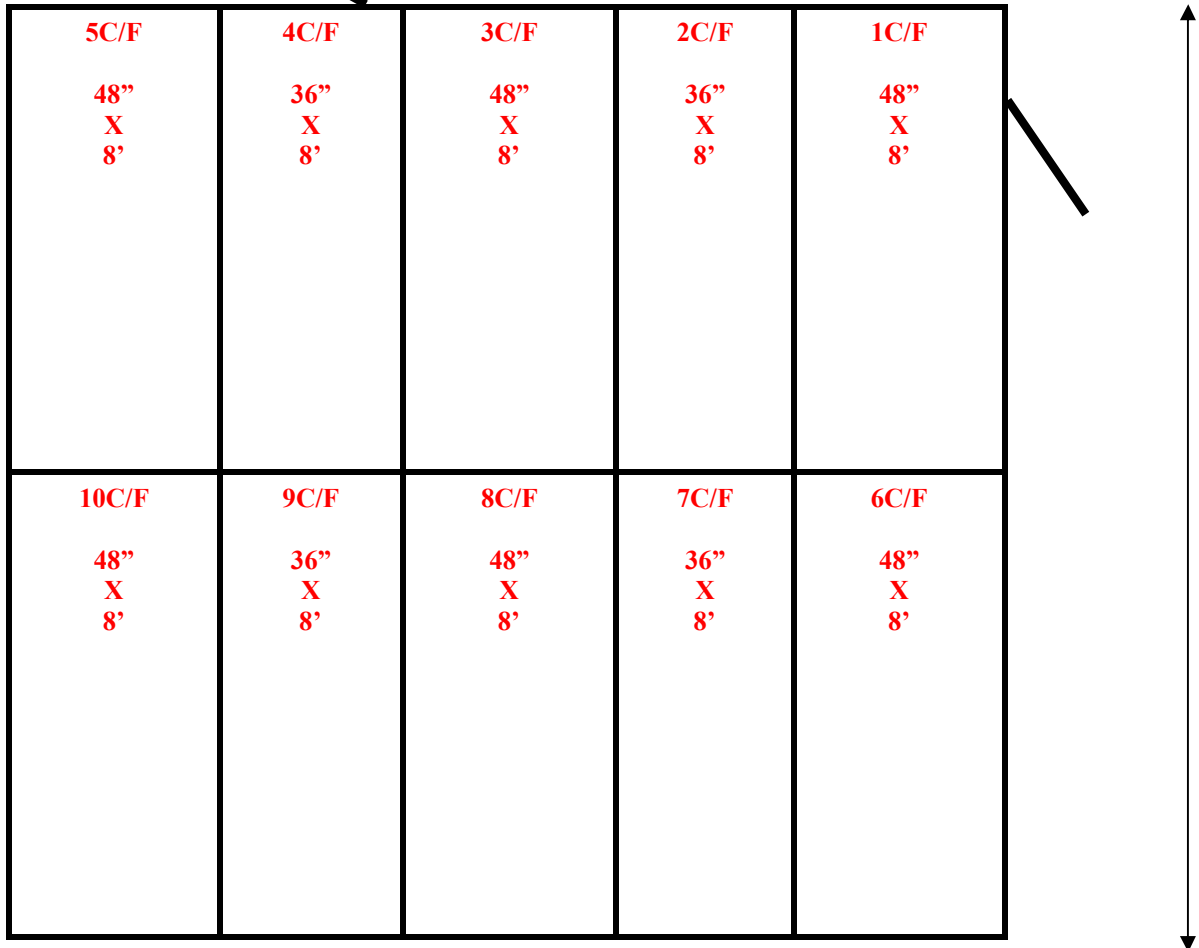 5C/F
48”
X
8’
4C/F
36”
X
8’
3C/F
48”
X
8’
2C/F
36”
X
8’
1C/F
48”
X
8’
10C/F
48”
X
8’
9C/F
36”
X
8’
8C/F
48”
X
8’
7C/F
36”
X
8’
6C/F
48”
X
8’